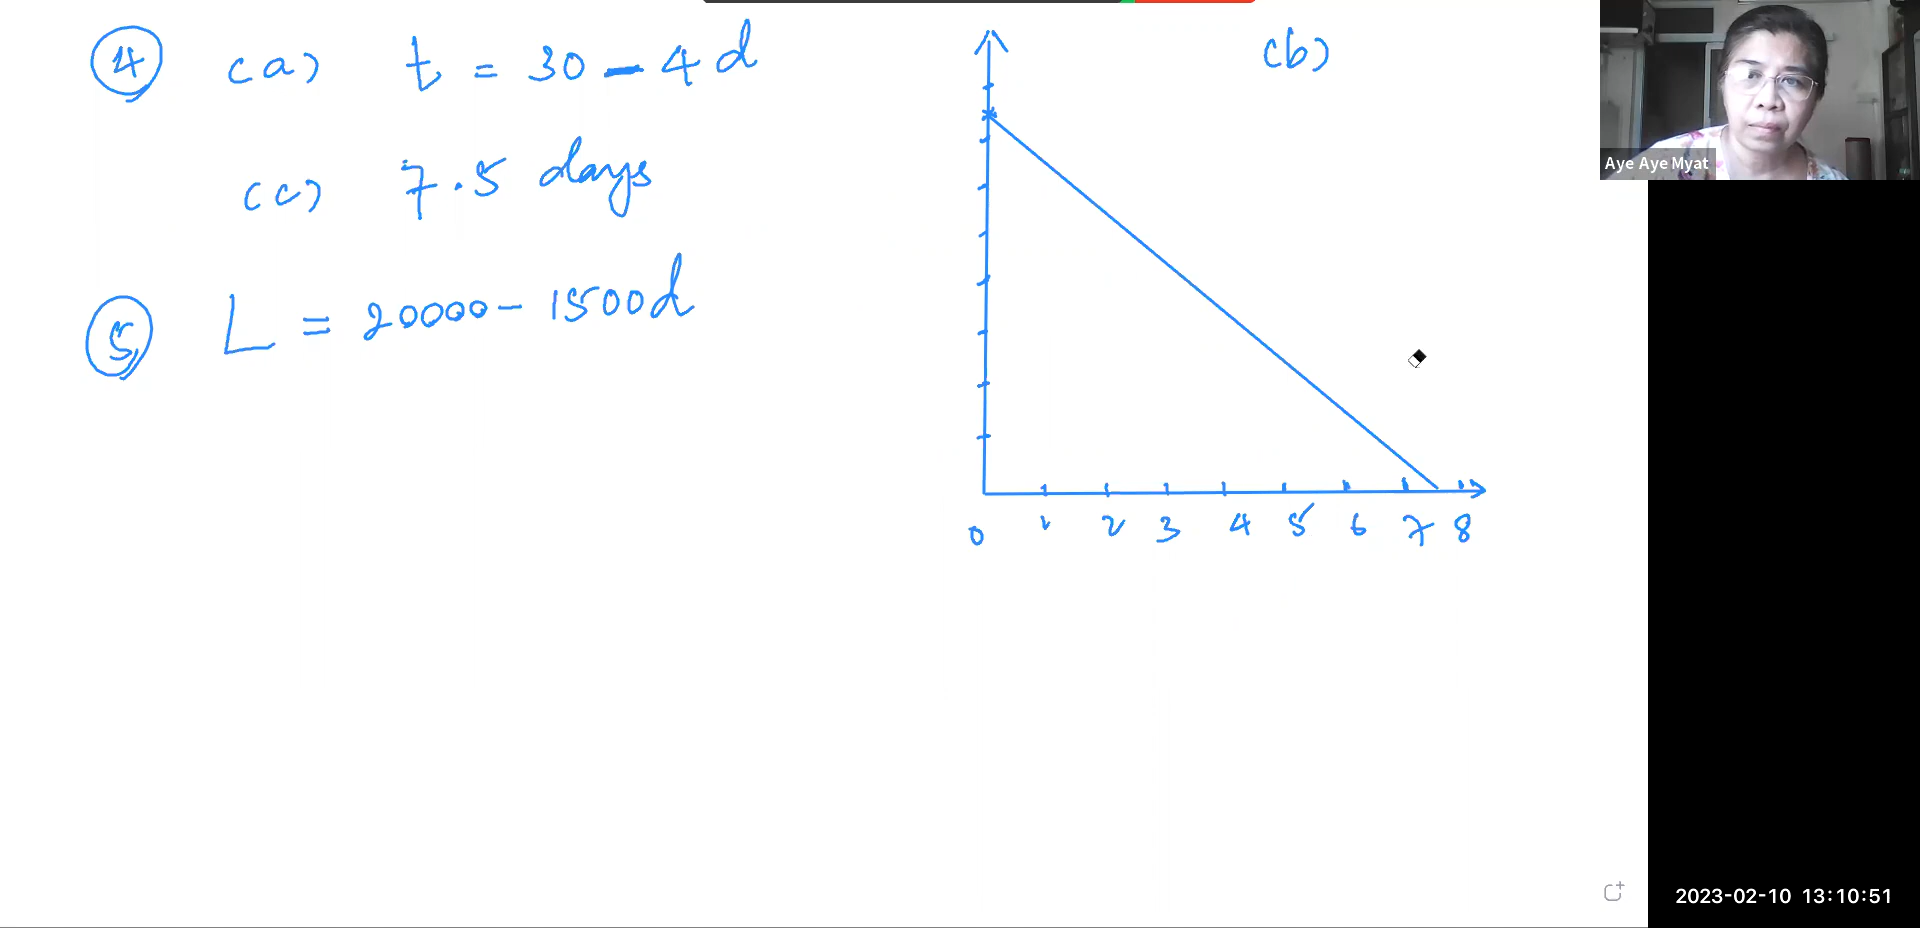 4 (a) t = 30 - 4d
(b)
(c) 7.5 days
5 L = 20000 - 1500d
0 1 2 3 4 5 6 7 8
Aye Aye Myat
2023-02-10 13:10:51